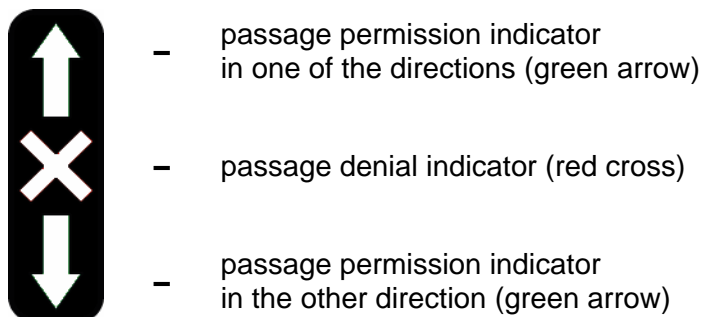 – passage permission indicator
in one of the directions (green arrow)
– passage denial indicator (red cross)
– passage permission indicator
in the other direction (green arrow)